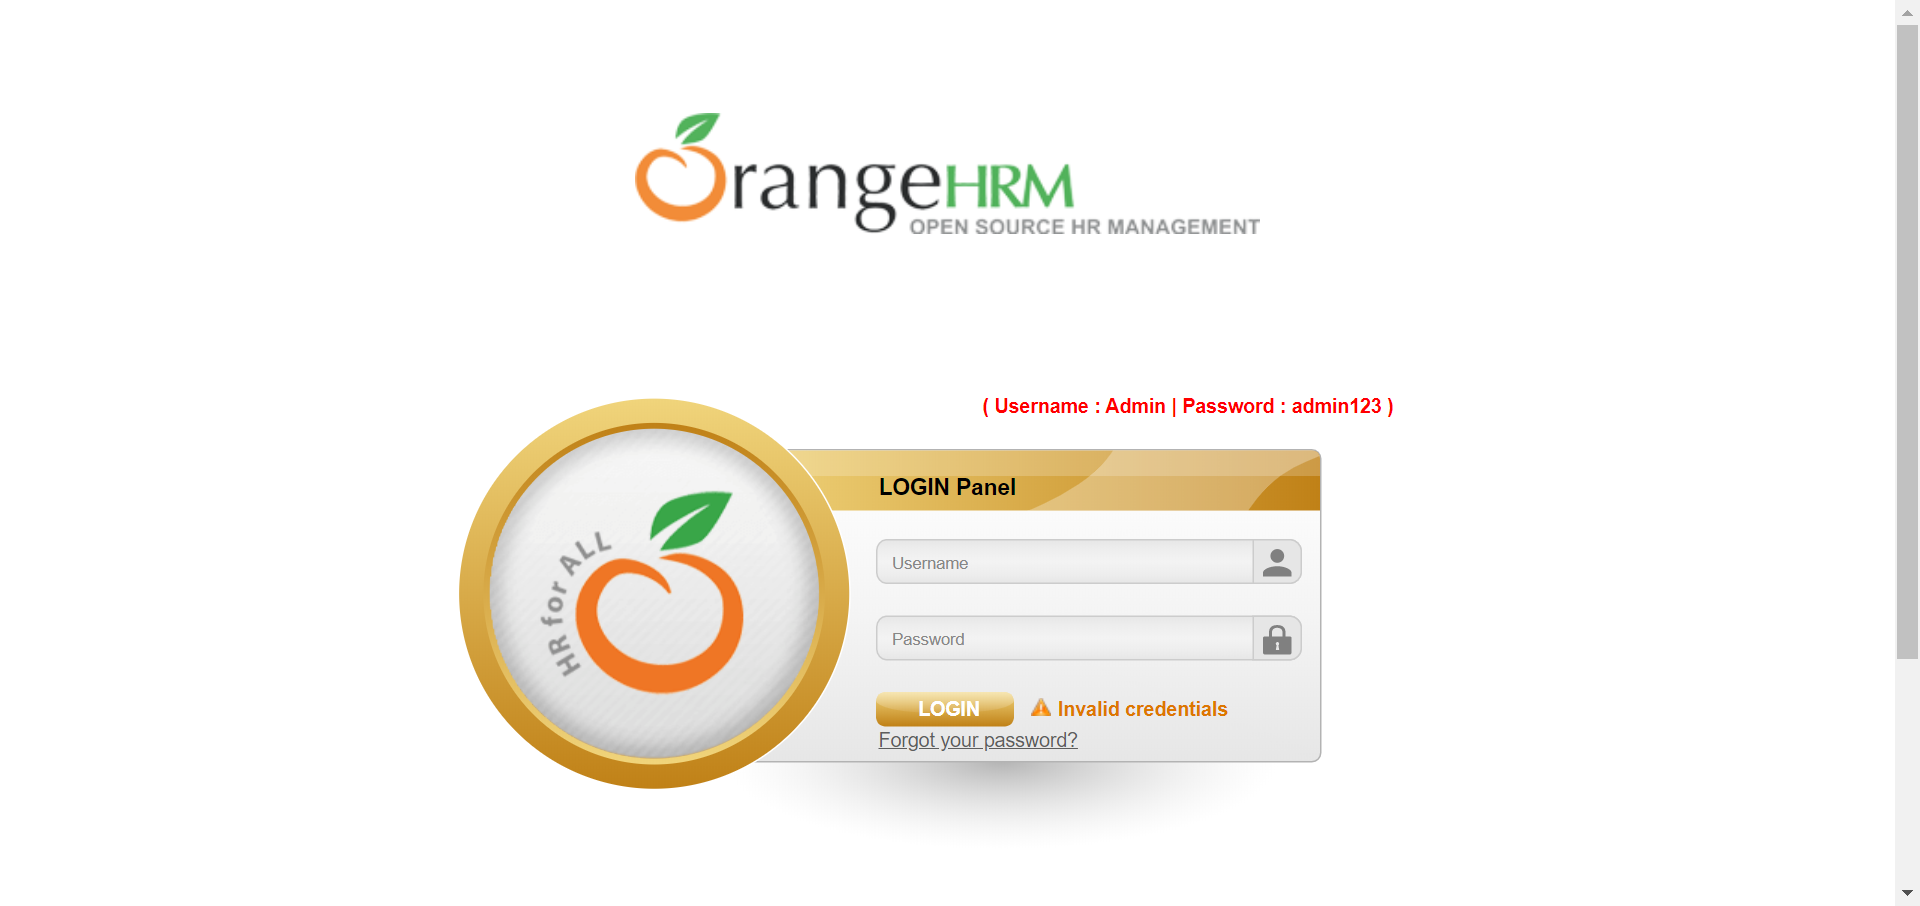 OrangeHRM
OPEN SOURCE HR MANAGEMENT
( Username : Admin | Password : admin123 )
HR for ALL
LOGIN Panel
Username
Password
LOGIN
Invalid credentials
Forgot your password?